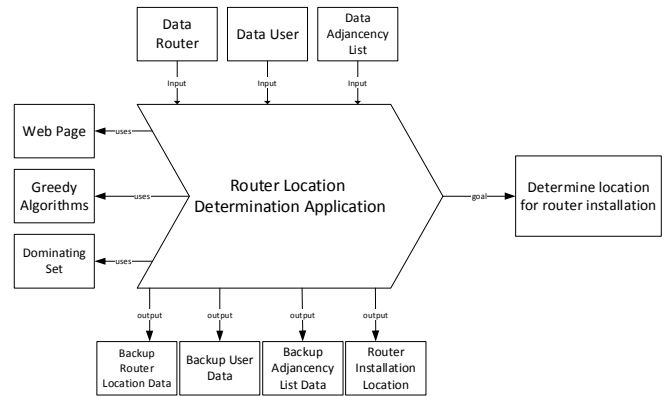 Data
Router
Data User
Data
Adjancency
List
Input
Input
Input
Web Page
uses
Greedy
Algorithms
uses
Dominating
Set
uses
Router Location
Determination Application
goal
Determine location
for router installation
output
output
output
output
Backup
Router
Location Data
Backup User
Data
Backup
Adjancency
List Data
Router
Installation
Location